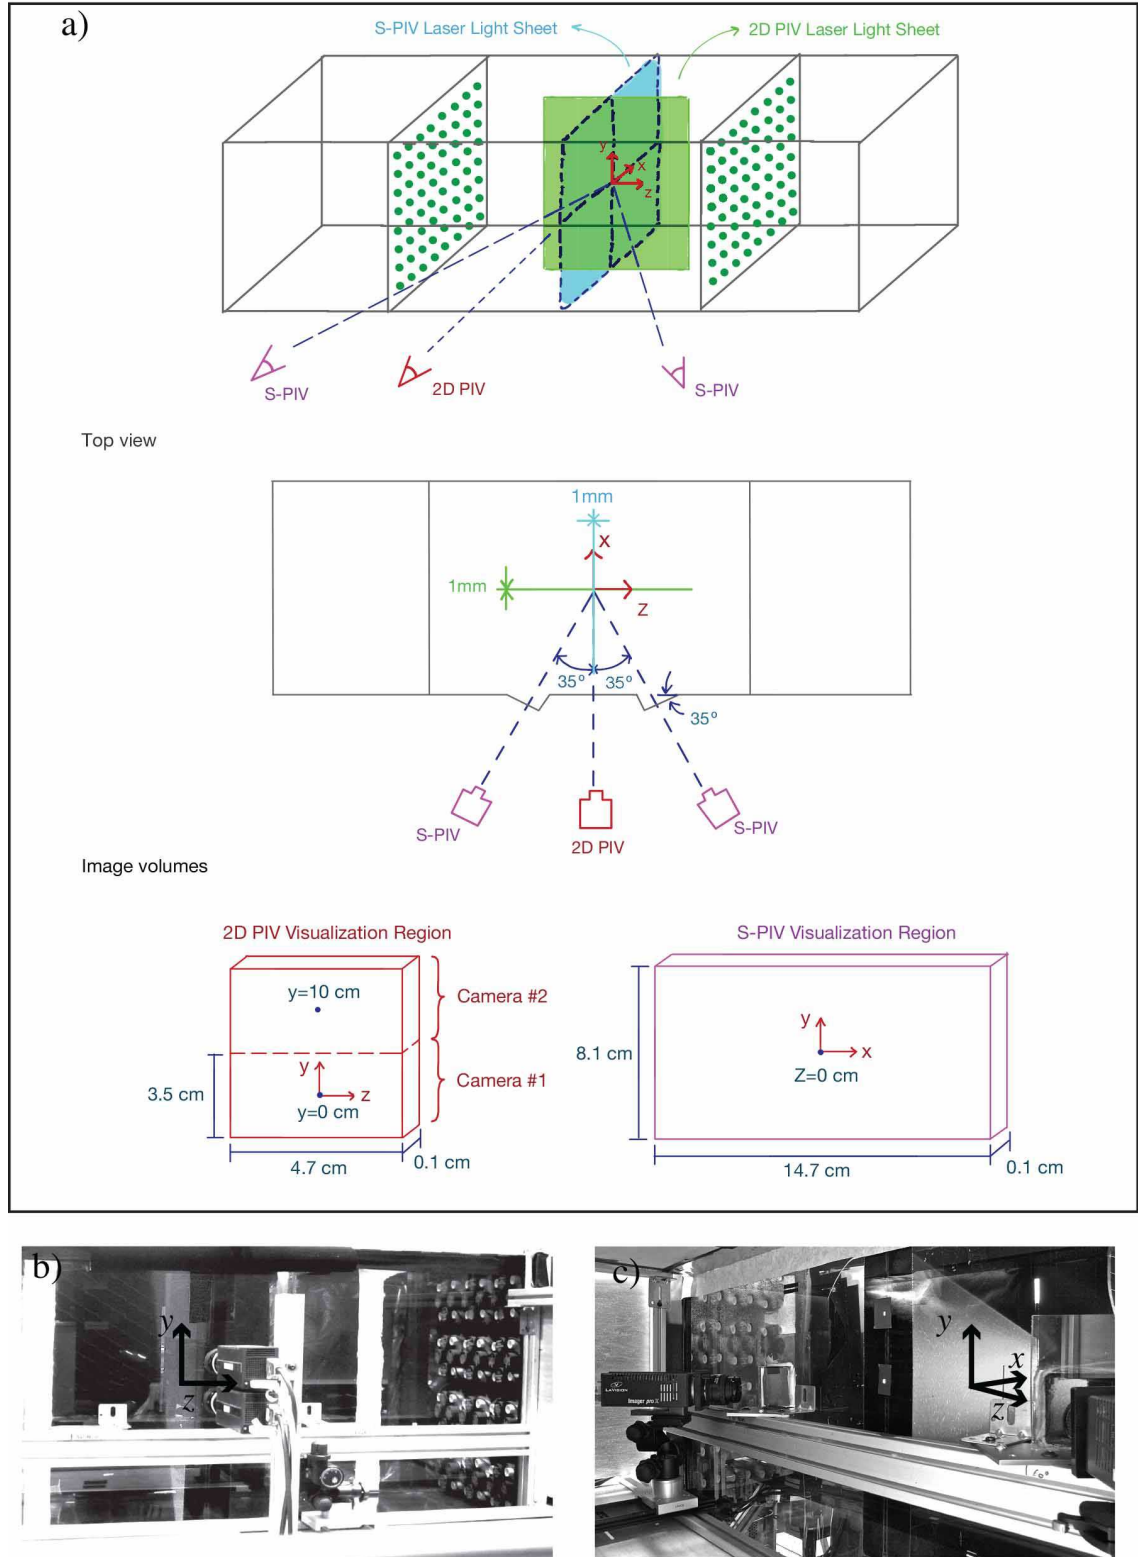 a)
S-PIV Laser Light Sheet
2D PIV Laser Light Sheet
y
x
z
S-PIV
2D PIV
S-PIV
Top view
1mm
x
1mm
z
35°
35°
35°
S-PIV
2D PIV
S-PIV
Image volumes
2D PIV Visualization Region
S-PIV Visualization Region
y=10 cm
Camera #2
y
z
y=0 cm
Camera #1
3.5 cm
4.7 cm
0.1 cm
y
x
Z=0 cm
8.1 cm
14.7 cm
0.1 cm
b)
y
z
c)
y
x
z
LAVISION
Imager pro X